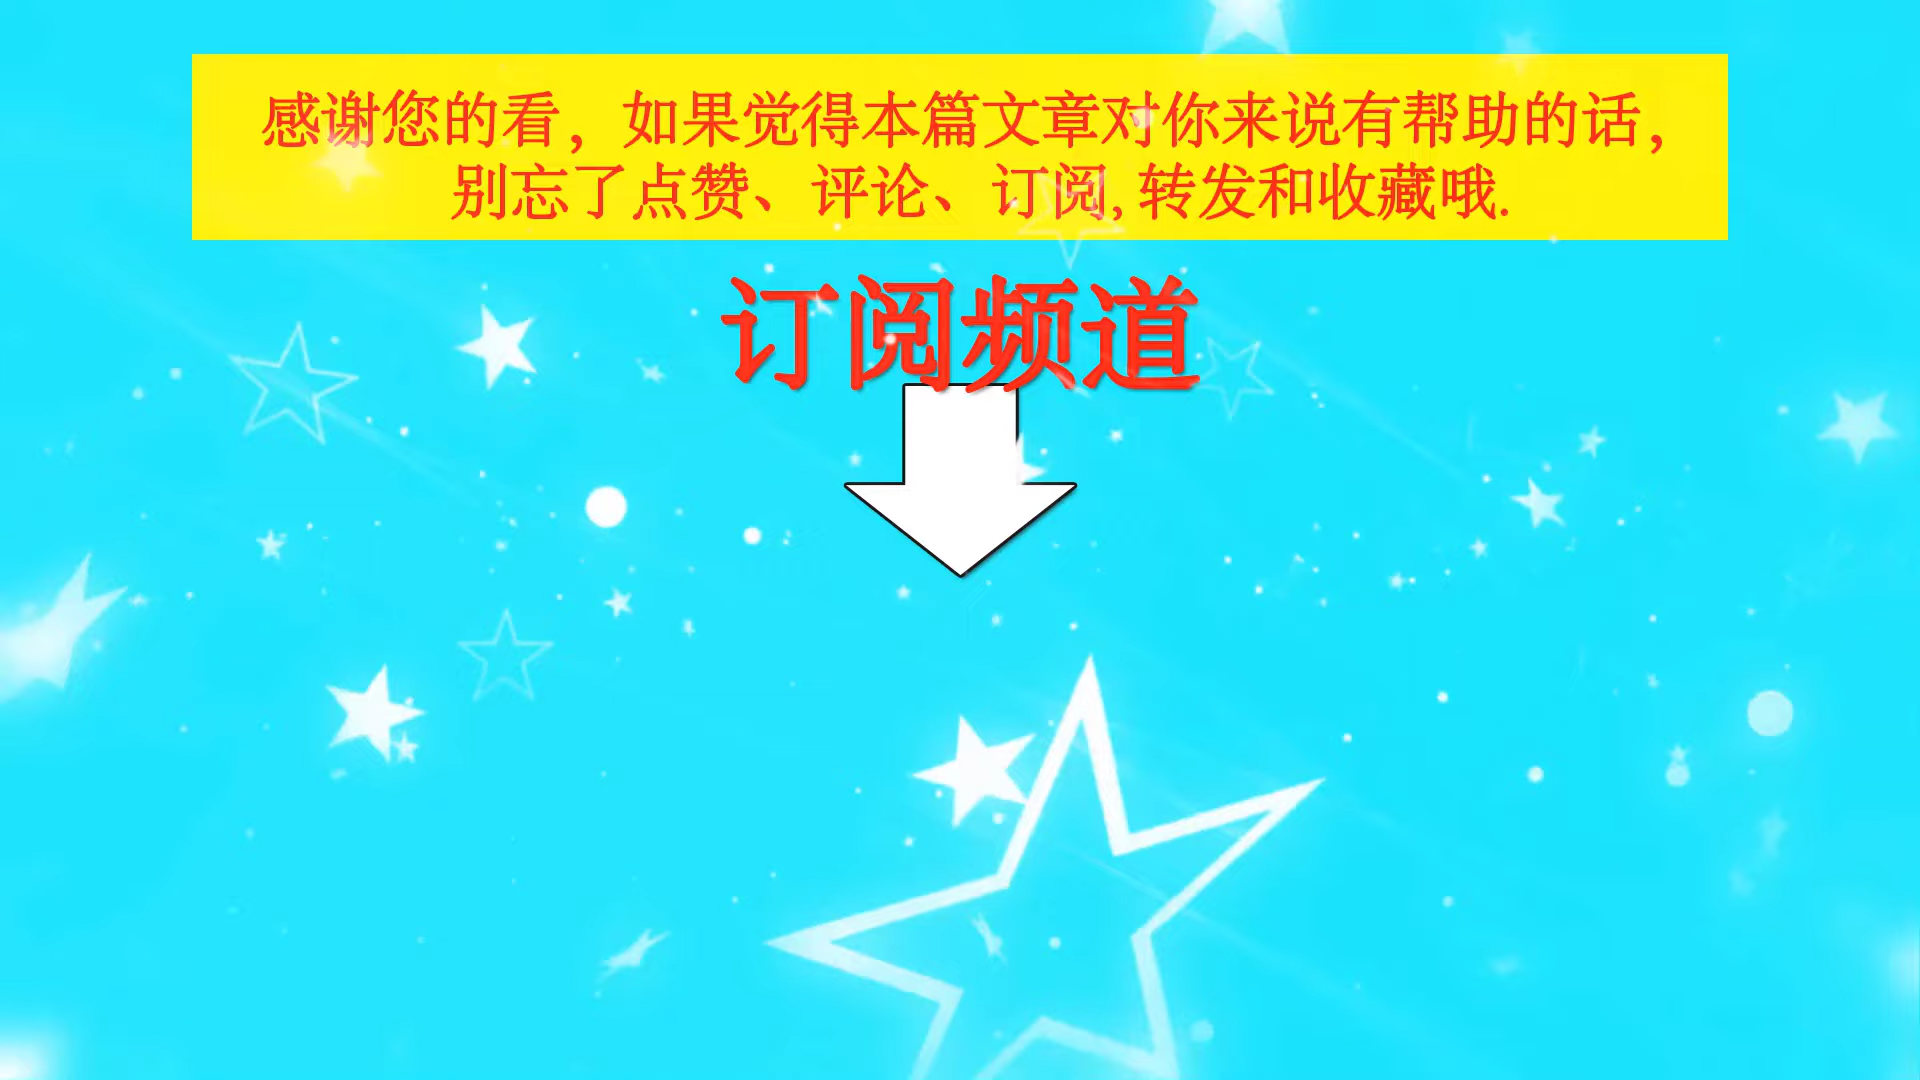 感谢您的看，如果觉得本篇文章对你来说有帮助的话，
别忘了点赞、评论、订阅,转发和收藏哦.
订阅频道